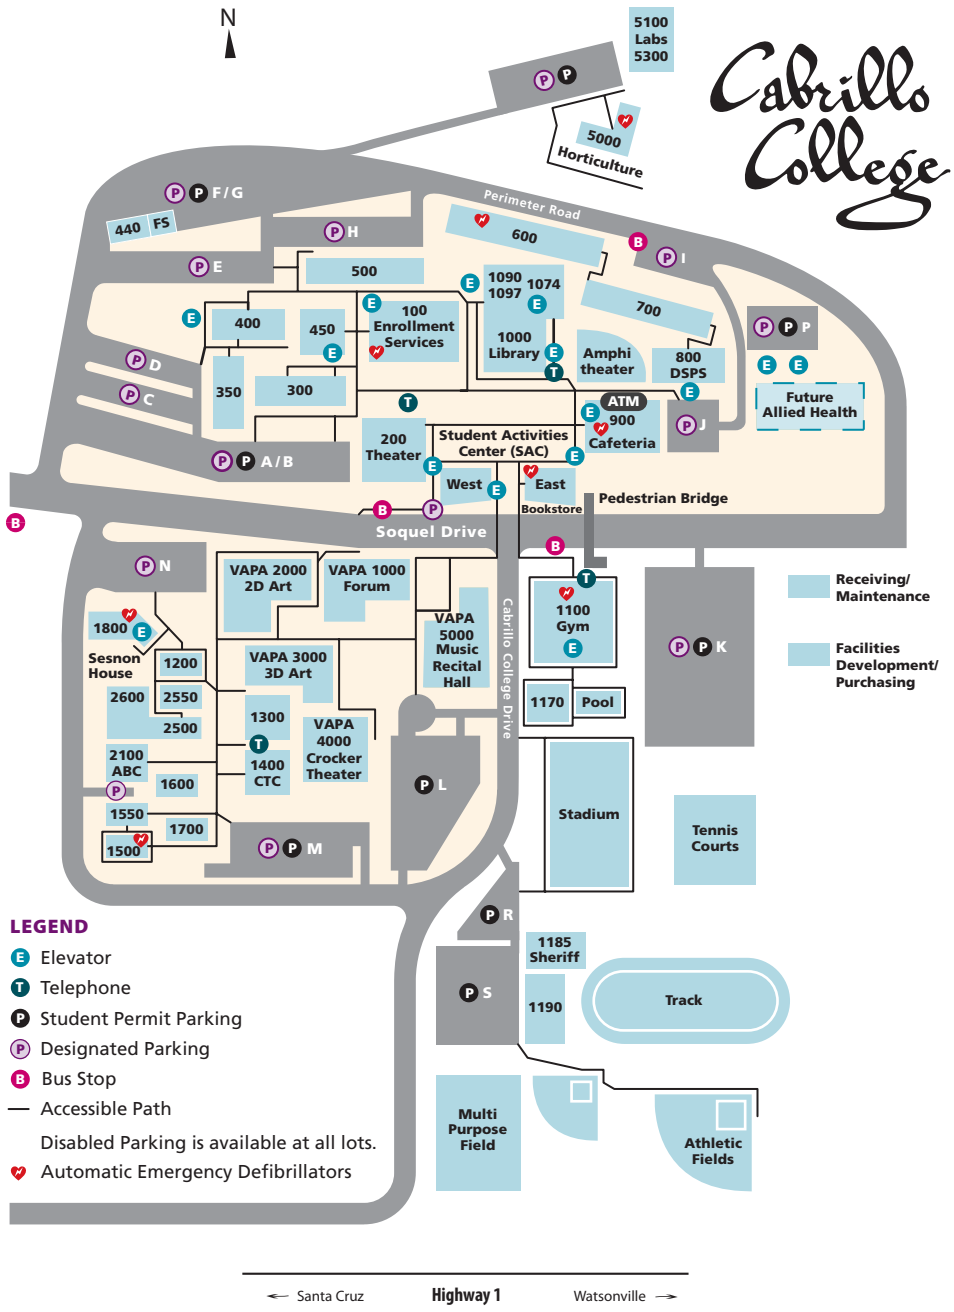 N
5100
Labs
5300
Cabrillo
College
P P
5000
Horticulture
Perimeter Road
P P F/G
440 FS
P H
600
B
P I
P E
500
E
1090
1097
1074
E
700
E
100
Enrollment
Services
E
400
450
E
1000
Library
E
T
Amphi
theater
800
DSPS
E
P P P
E E
Future
Allied Health
P D
P C
350
300
T
ATM
E
900
Cafeteria
P J
200
Theater
Student Activities
Center (SAC)
E
E
P P A/B
West
E
East
Bookstore
Pedestrian Bridge
B
P
B
Soquel Drive
B
P N
VAPA 2000
2D Art
VAPA 1000
Forum
T
1100
Gym
E
Cabrillo College Drive
VAPA
5000
Music
Recital
Hall
1800
E
Sesnon
House
1200
VAPA 3000
3D Art
P P K
Receiving/
Maintenance
Facilities
Development/
Purchasing
2600
2550
2500
1300
T
1400
CTC
VAPA
4000
Crocker
Theater
1170
Pool
2100
ABC
P
1600
P L
1550
1700
1500
P P M
Stadium
Tennis
Courts
P R
1185
Sheriff
P S
1190
Track
LEGEND
E Elevator
T Telephone
P Student Permit Parking
P Designated Parking
B Bus Stop
Accessible Path
Disabled Parking is available at all lots.
Automatic Emergency Defibrillators
Multi
Purpose
Field
Athletic
Fields
← Santa Cruz Highway 1 Watsonville →